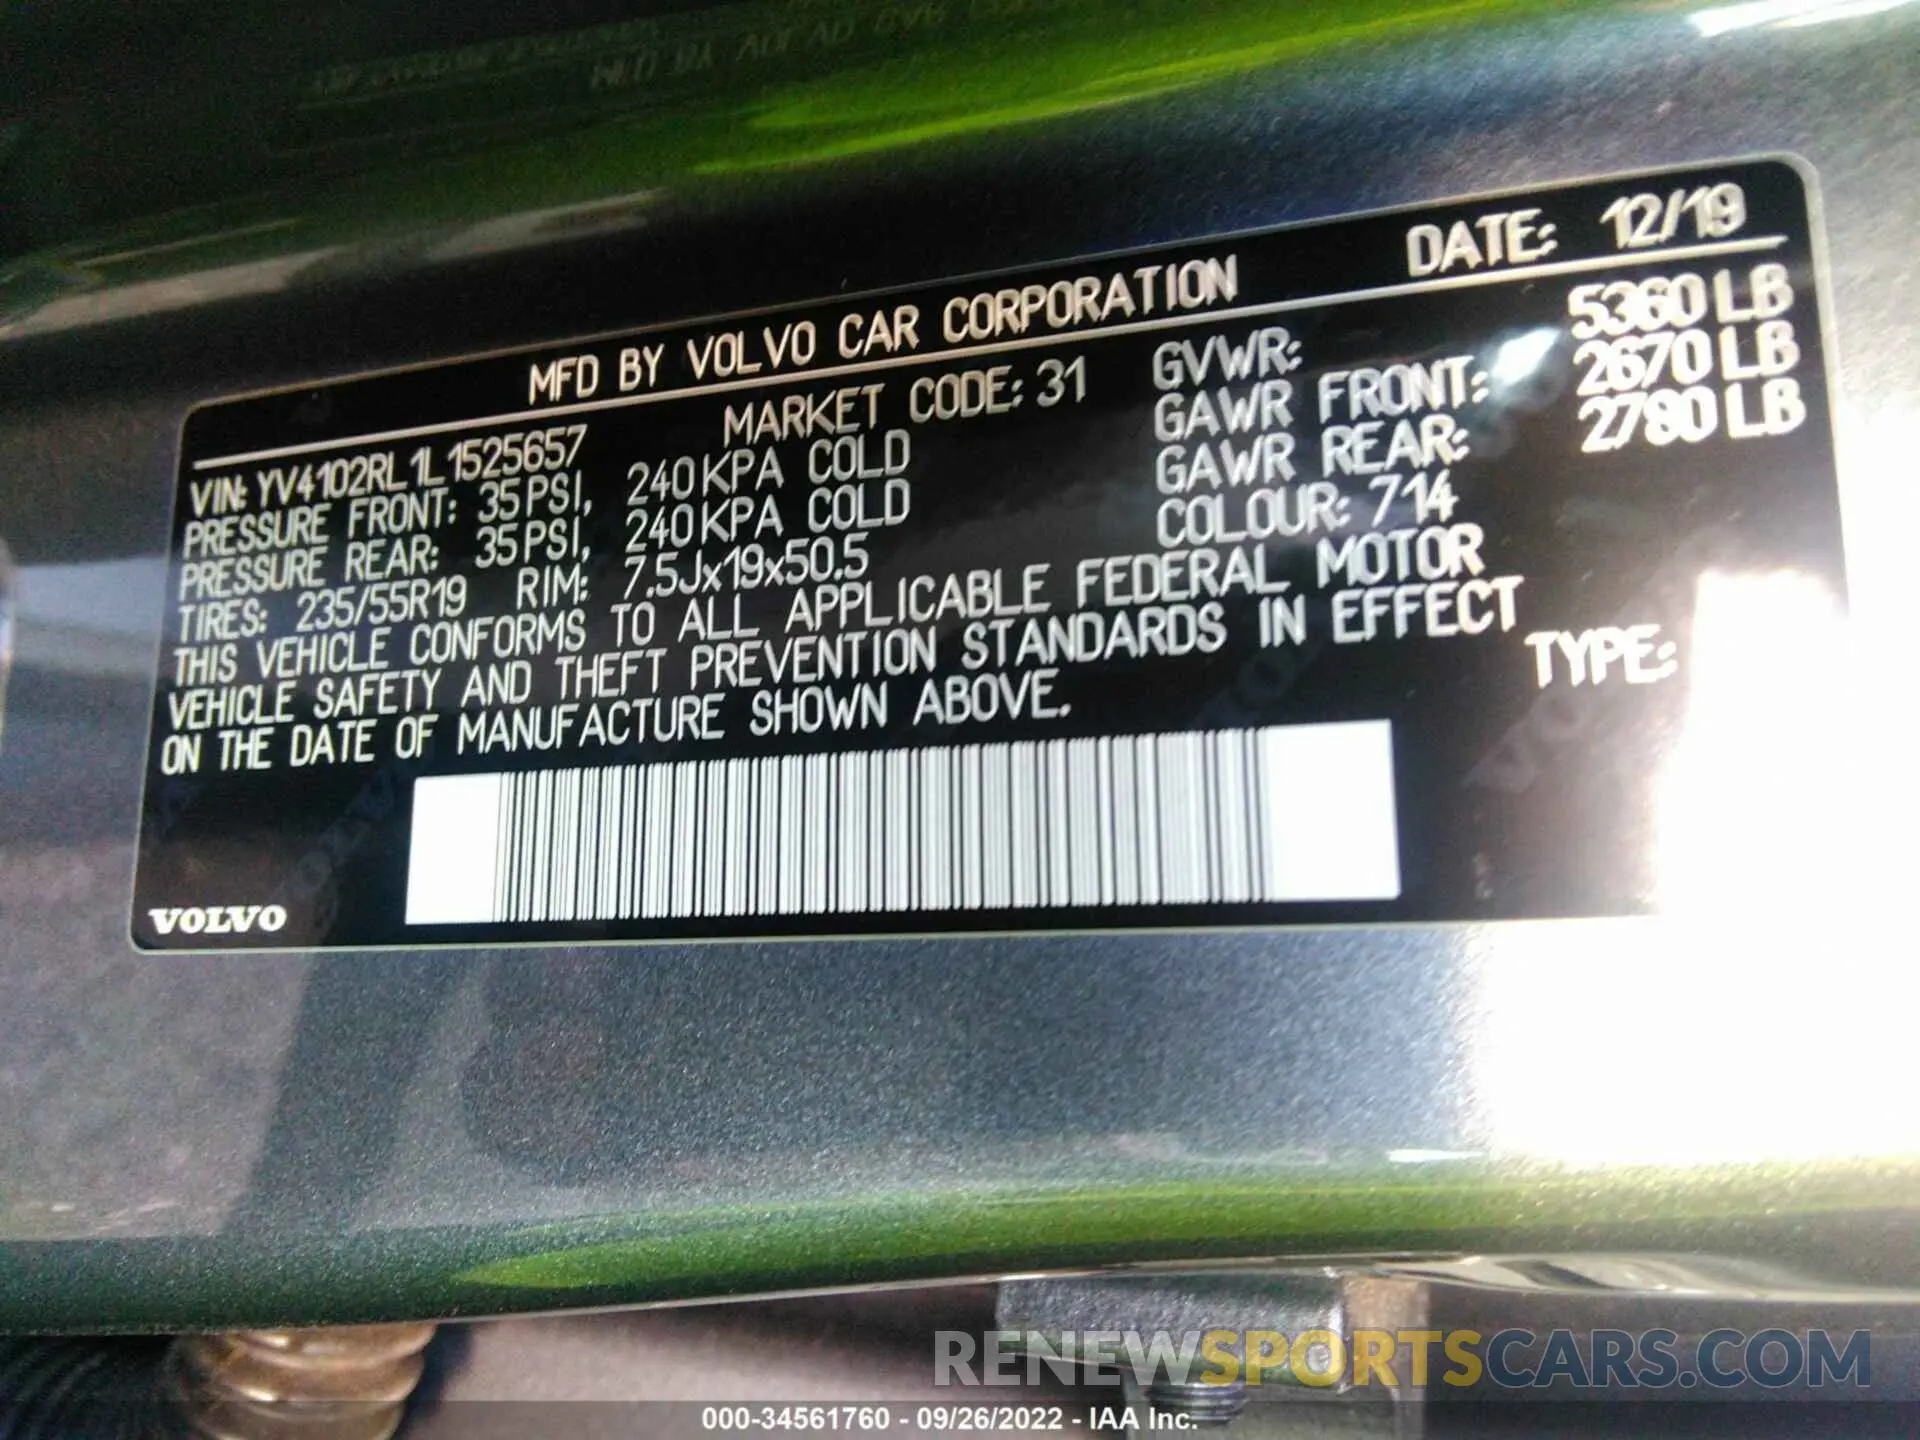 MFD BY VOLVO CAR CORPORATION DATE: 12/19
MARKET CODE: 31 GVWR: 5360 LB
VIN: YV4102RL1L1525657 GAWR FRONT: 2670 LB
PRESSURE FRONT: 35 PSI, 240 KPA COLD GAWR REAR: 2780 LB
PRESSURE REAR: 35 PSI, 240 KPA COLD COLOUR: 714
TIRES: 235/55R19 RIM: 7.5Jx19x50.5
THIS VEHICLE CONFORMS TO ALL APPLICABLE FEDERAL MOTOR
VEHICLE SAFETY AND THEFT PREVENTION STANDARDS IN EFFECT
ON THE DATE OF MANUFACTURE SHOWN ABOVE.
TYPE:
VOLVO
RENEWSPORTSCARS.COM
000-34561760 - 09/26/2022 - IAA Inc.